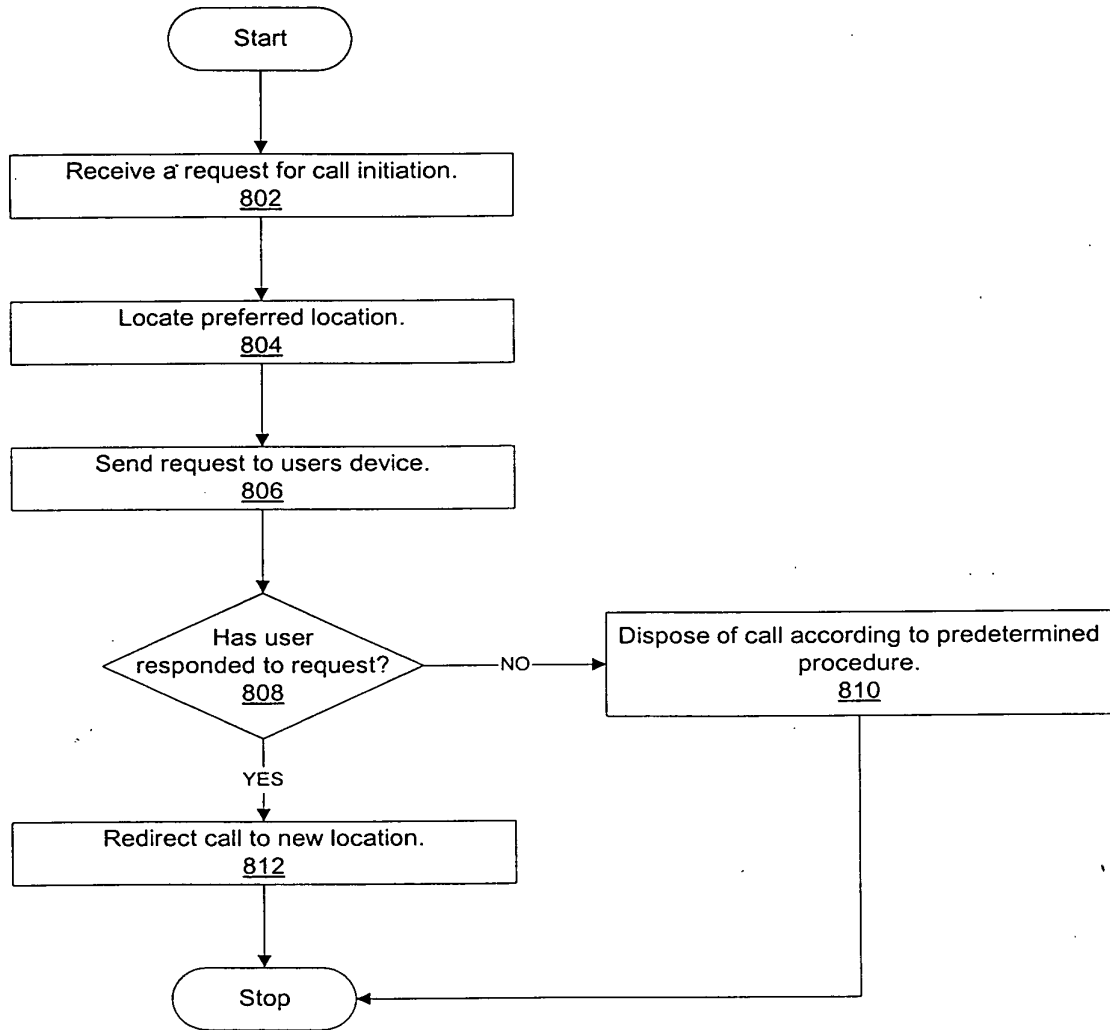 Start
Receive a request for call initiation.
802
Locate preferred location.
804
Send request to users device.
806
Has user
responded to request?
808
NO
Dispose of call according to predetermined
procedure.
810
YES
Redirect call to new location.
812
Stop